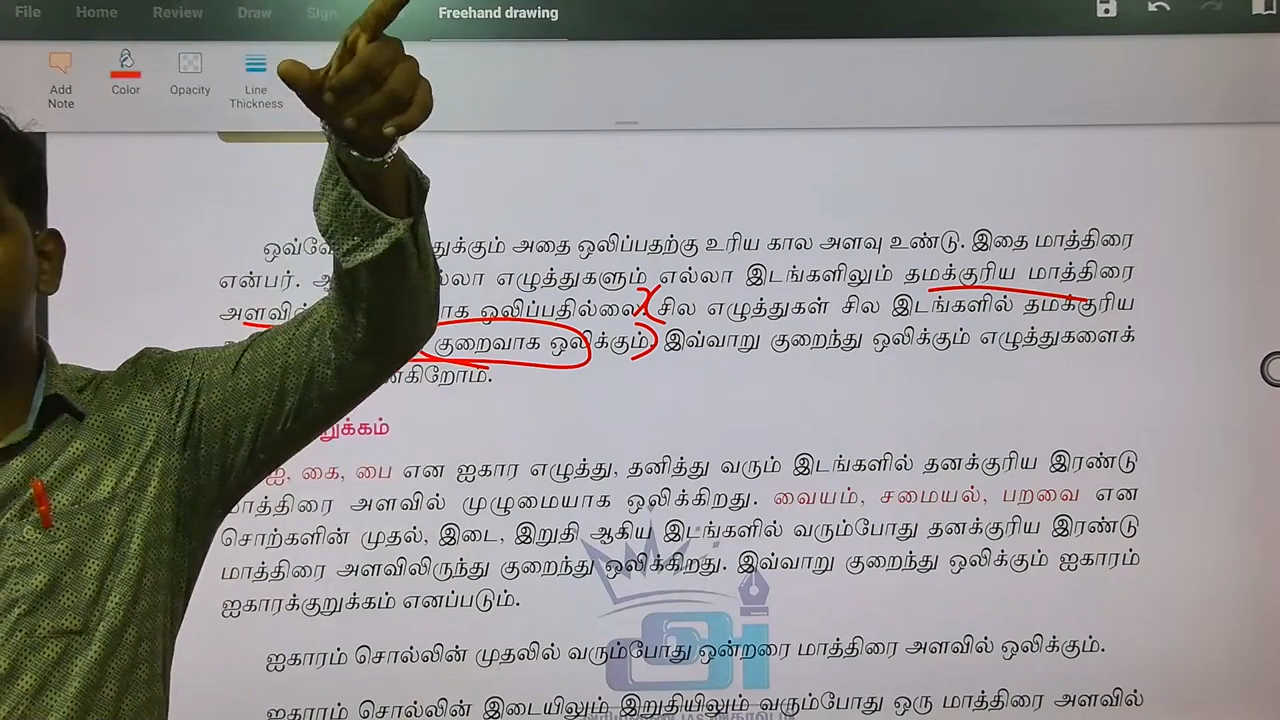 File Home Review Draw Sign Freehand drawing
Add Note Color Opacity Line Thickness
துக்கும் அதை ஒலிப்பதற்கு உரிய கால அளவு உண்டு. இதை மாத்திரை
என்பர். எழுத்துகளும் எல்லா இடங்களிலும் தமக்குரிய மாத்திரை
ஒலிப்பதில்லை. சில எழுத்துகள் சில இடங்களில் தமக்குரிய
குறைவாக ஒலிக்கும். இவ்வாறு குறைந்து ஒலிக்கும் எழுத்துகளைக்
றுக்கம்
ஐ, கை, பை என ஐகார எழுத்து, தனித்து வரும் இடங்களில் தனக்குரிய இரண்டு
மாத்திரை அளவில் முழுமையாக ஒலிக்கிறது. வையம், சமையல், பறவை என
சொற்களின் முதல், இடை, இறுதி ஆகிய இடங்களில் வரும்போது தனக்குரிய இரண்டு
மாத்திரை அளவிலிருந்து குறைந்து ஒலிக்கிறது. இவ்வாறு குறைந்து ஒலிக்கும் ஐகாரம்
ஐகாரக்குறுக்கம் எனப்படும்.
ஐகாரம் சொல்லின் முதலில் வரும்போது ஒன்றரை மாத்திரை அளவில் ஒலிக்கும்.
ஐகாரம் சொல்லின் இடையிலும் இறுதியிலும் வரும்போது ஒரு மாத்திரை அளவில்